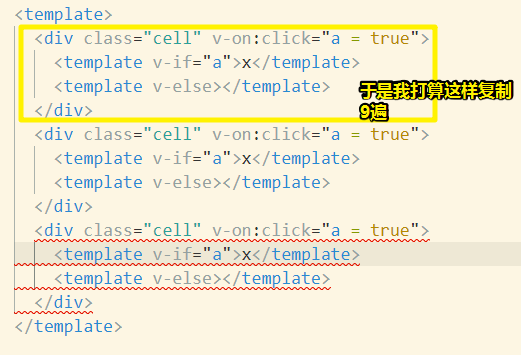 <template>
<div class="cell" v-on:click="a = true">
<template v-if="a">x</template>
<template v-else></template>
</div>
于是我打算这样复制
9遍
<div class="cell" v-on:click="a = true">
<template v-if="a">x</template>
<template v-else></template>
</div>
<div class="cell" v-on:click="a = true">
<template v-if="a">x</template>
<template v-else></template>
</div>
</template>